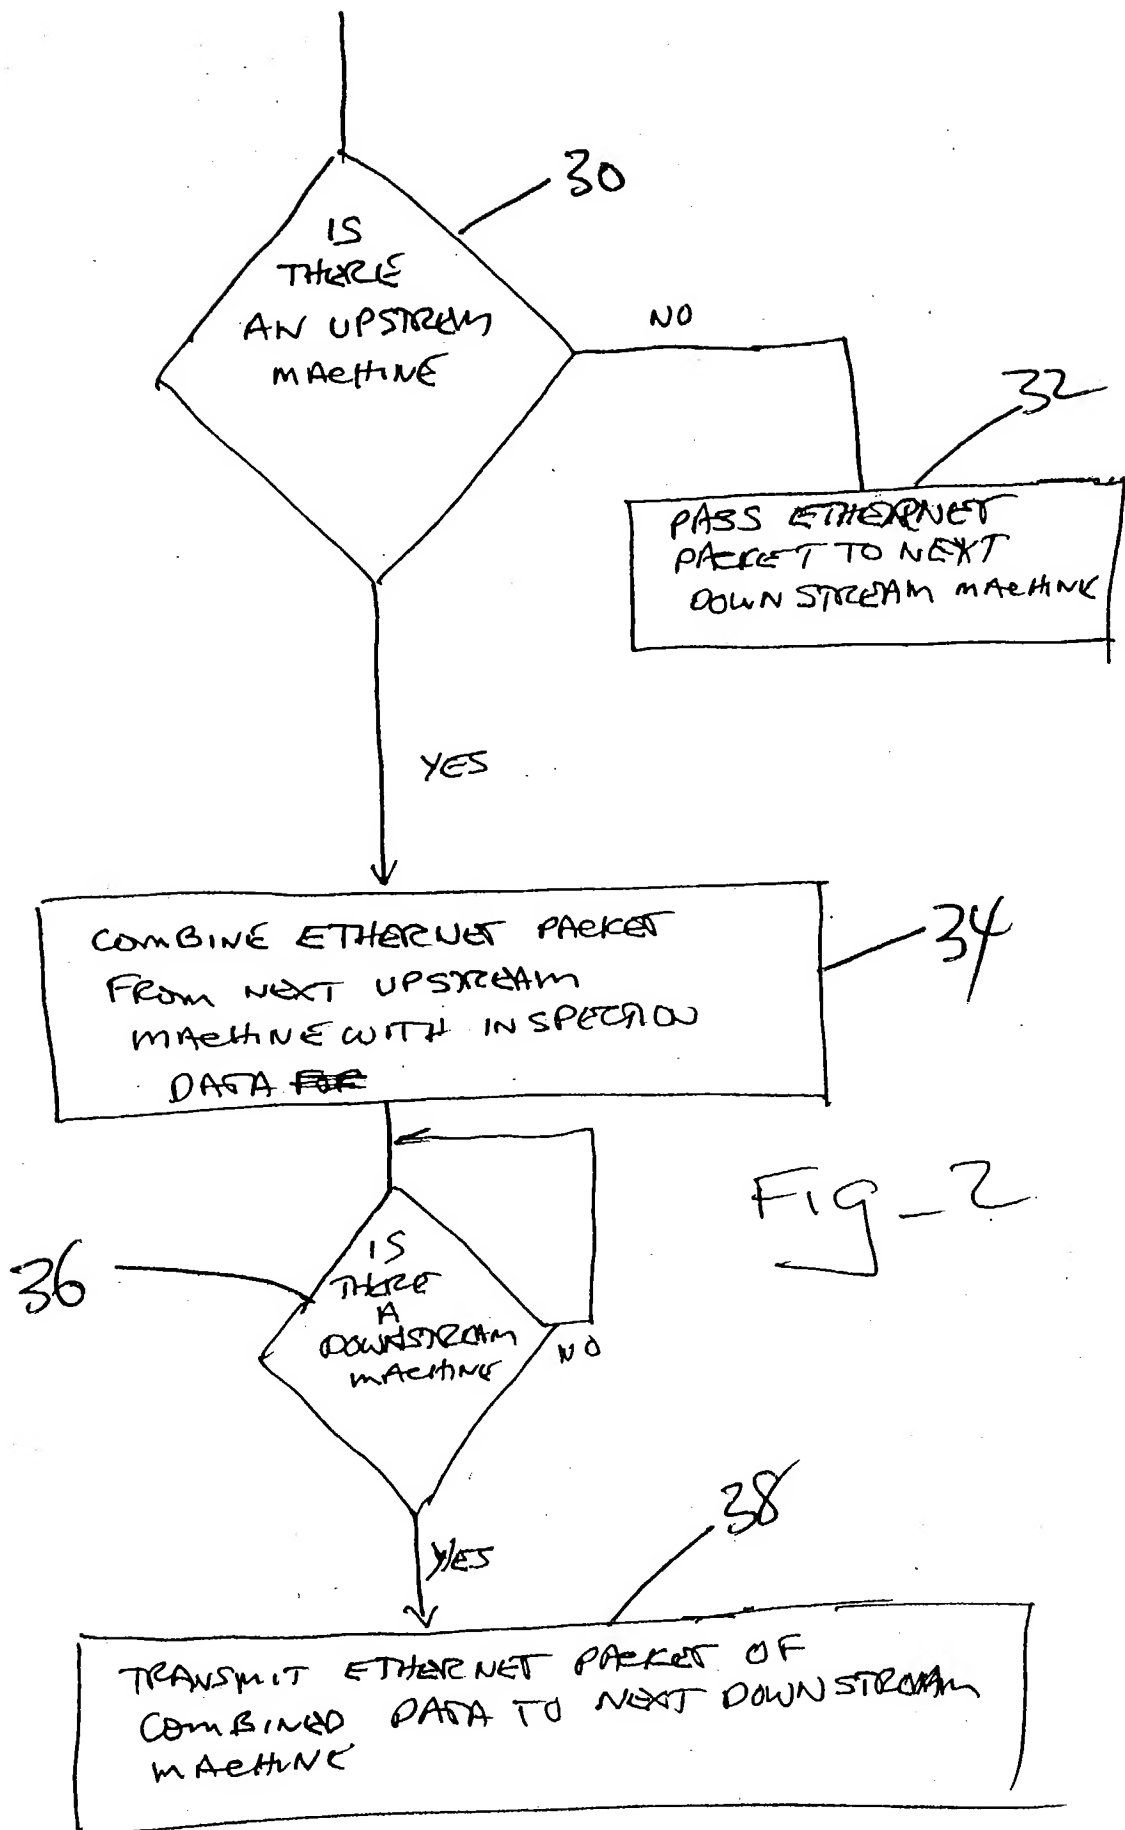 30
IS
THERE
AN UPSTREAM
MACHINE
NO
32
PASS ETHERNET
PACKET TO NEXT
DOWN STREAM MACHINE
YES
COMBINE ETHERNET PACKET
FROM NEXT UPSTREAM
MACHINE WITH INSPECTION
DATA
34
Fig_2
36
IS
THERE
A
DOWNSTREAM
MACHINE
NO
YES
38
TRANSMIT ETHERNET PACKET OF
COMBINED DATA TO NEXT DOWNSTREAM
MACHINE